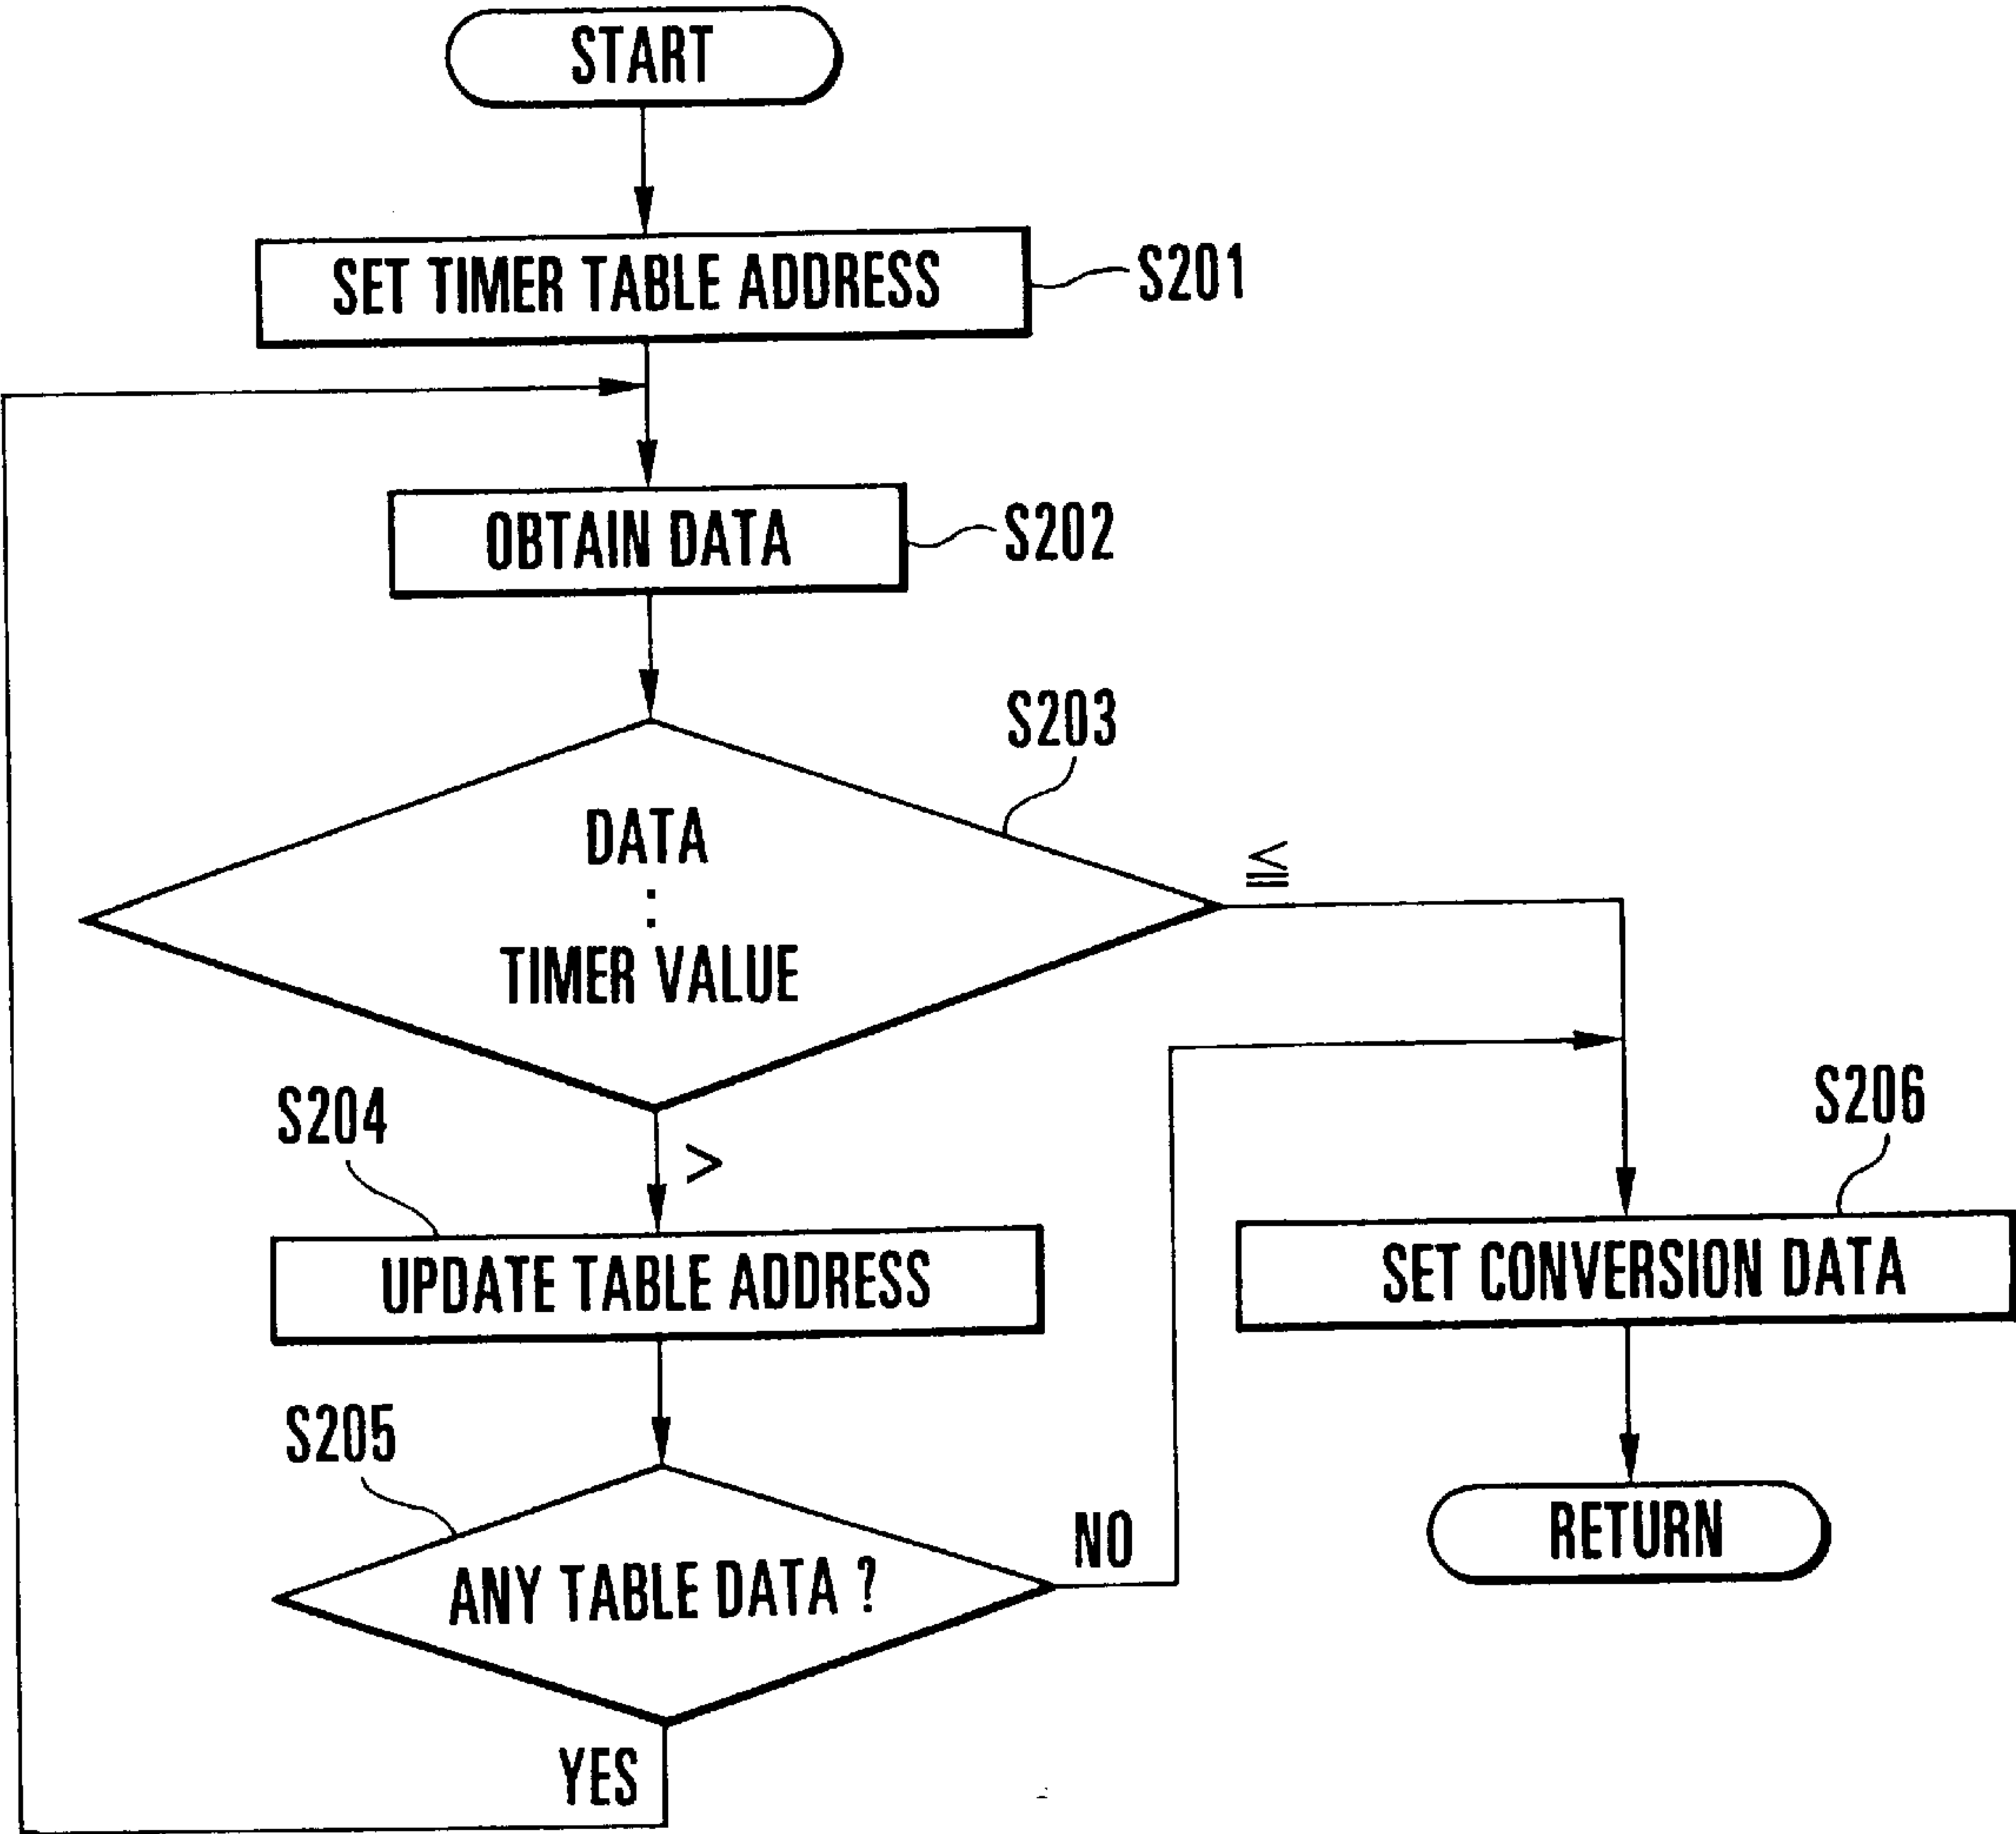 START
SET TIMER TABLE ADDRESS
S201
OBTAIN DATA
S202
S203
DATA
:
TIMER VALUE
≦
S204
>
UPDATE TABLE ADDRESS
S206
SET CONVERSION DATA
S205
ANY TABLE DATA ?
NO
RETURN
YES